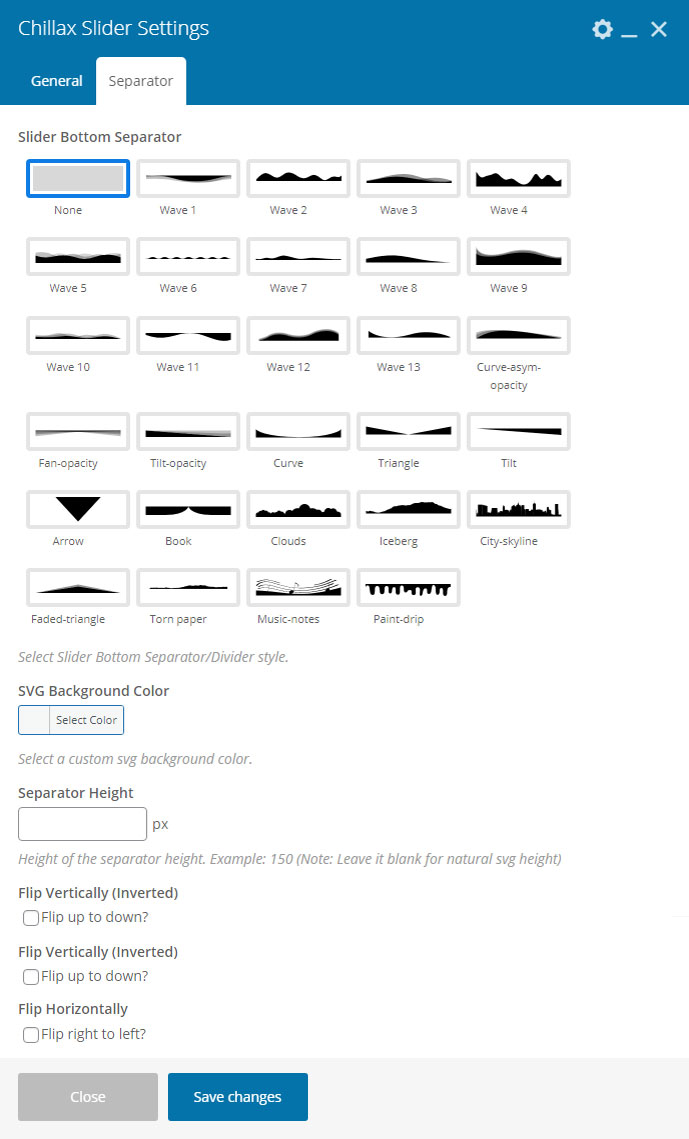 Chillax Slider Settings
General Separator
Slider Bottom Separator
None Wave 1 Wave 2 Wave 3 Wave 4
Wave 5 Wave 6 Wave 7 Wave 8 Wave 9
Wave 10 Wave 11 Wave 12 Wave 13 Curve-asym-
opacity
Fan-opacity Tilt-opacity Curve Triangle Tilt
Arrow Book Clouds Iceberg City-skyline
Faded-triangle Torn paper Music-notes Paint-drip
Select Slider Bottom Separator/Divider style.
SVG Background Color
Select Color
Select a custom svg background color.
Separator Height
px
Height of the separator height. Example: 150 (Note: Leave it blank for natural svg height)
Flip Vertically (Inverted)
Flip up to down?
Flip Vertically (Inverted)
Flip up to down?
Flip Horizontally
Flip right to left?
Close Save changes